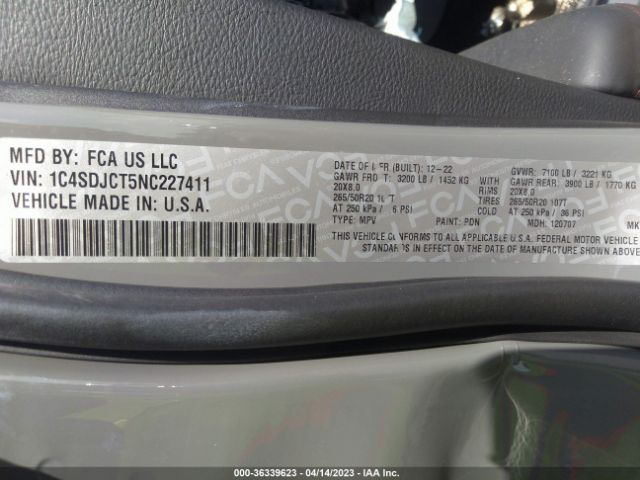 MFD BY: FCA US LLC
VIN: 1C4SDJCT5NC227411
VEHICLE MADE IN: U.S.A.
DATE OF (BUILT): 12-22 GVWR: 7100 LB / 3221 KG
GAWR 3200 LB / 1452 KG WITH GAWR REAR: 3900 LB / 1770 KG
20X8.0 RIMS 20X8.0
265/50R20 TIRES 265/50R20 107T
AT 250 kPa / PSI COLD AT 250 kPa / 36 PSI
TYPE: MPV PAINT: PDN MDH: 120707
THIS VEHICLE CONFORMS TO ALL APPLICABLE U.S.A. FEDERAL MOTOR VEHICLE
STANDARDS IN EFFECT ON THE DATE OF MANUFACTURE SHOWN ABOVE
000-36339623 - 04/14/2023 - IAA Inc.